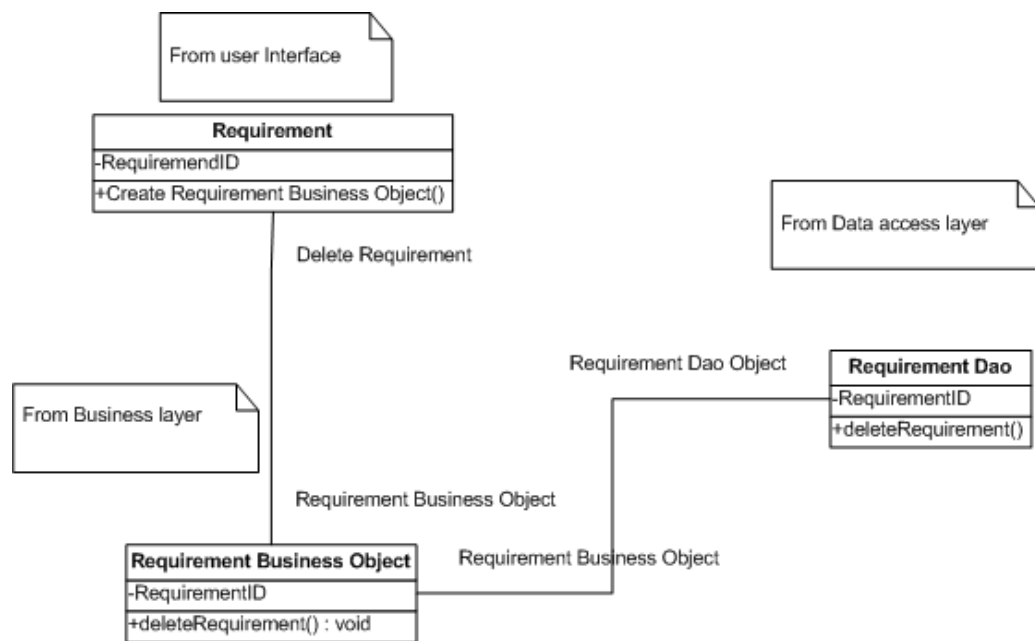 From user Interface
Requirement
-RequiremendID
+Create Requirement Business Object()
From Data access layer
Delete Requirement
Requirement Dao Object
Requirement Dao
-RequirementID
+deleteRequirement()
From Business layer
Requirement Business Object
Requirement Business Object
Requirement Business Object
-RequirementID
+deleteRequirement() : void